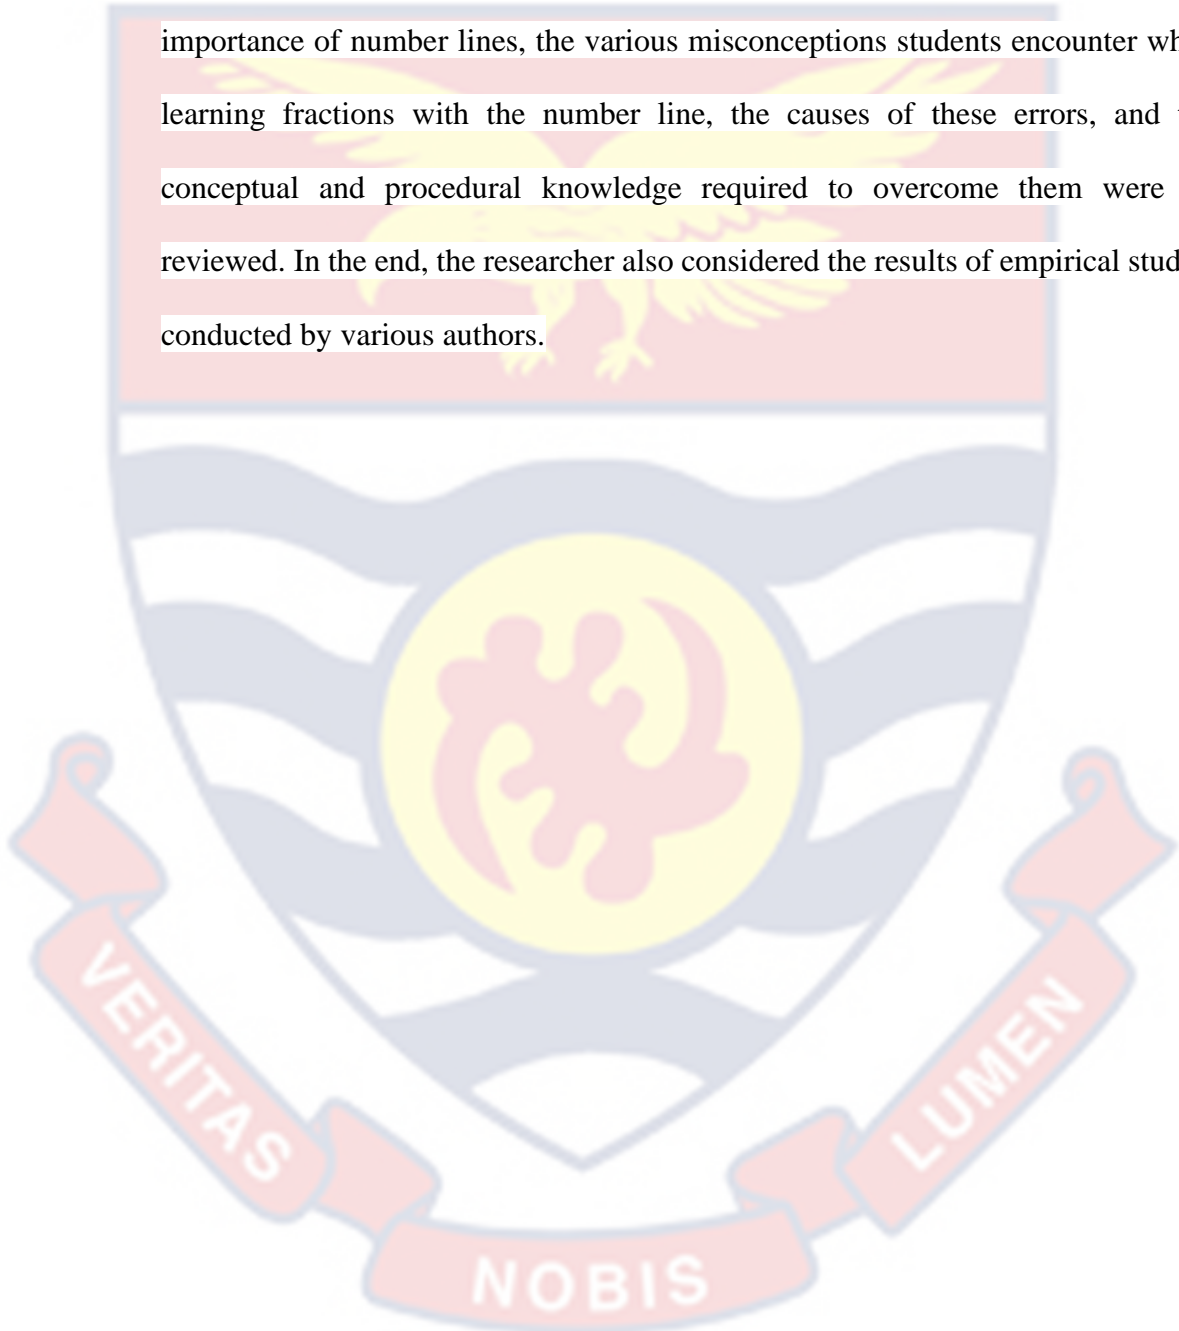 importance of number lines, the various misconceptions students encounter
learning fractions with the number line, the causes of these errors, and
conceptual and procedural knowledge required to overcome them were
reviewed. In the end, the researcher also considered the results of empirical
conducted by various authors.
VERITAS
NOBIS
LUMEN